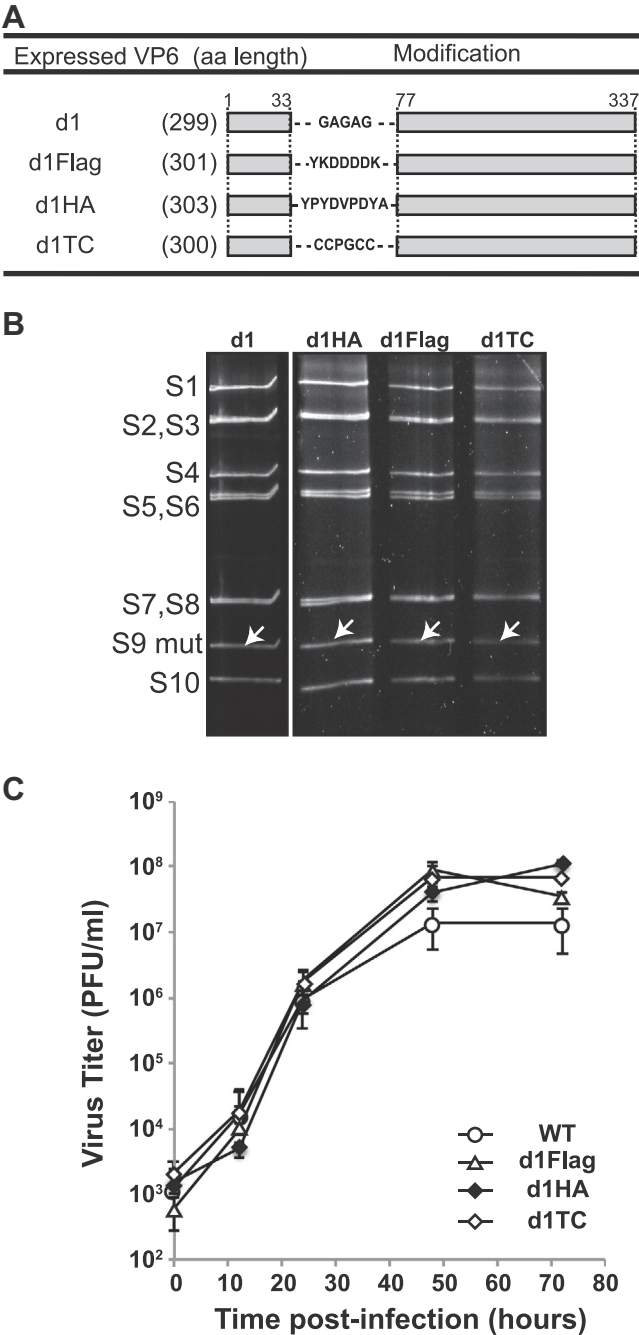 A
Expressed VP6 (aa length) Modification
1 33 77 337
d1 (299) GAGAG
d1Flag (301) YKDDDDK
d1HA (303) YPYDVPDYA
d1TC (300) CCPGCC
B
d1 d1HA d1Flag d1TC
S1
S2,S3
S4
S5,S6
S7,S8
S9 mut
S10
C
10⁹
10⁸
10⁷
10⁶
10⁵
10⁴
10³
10²
Virus Titer (PFU/ml)
WT
d1Flag
d1HA
d1TC
0 10 20 30 40 50 60 70 80
Time post-infection (hours)